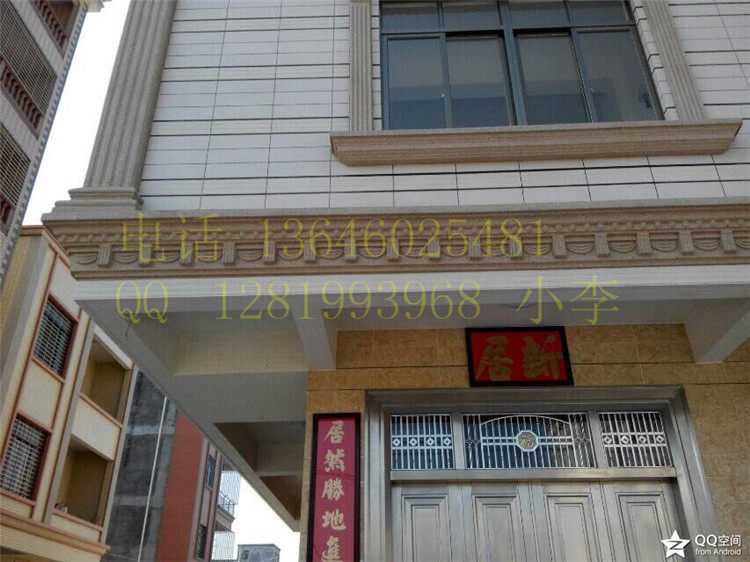 电话 13646025481
QQ 1281993968 小李
居新
居然勝地進
QQ空间
from Android